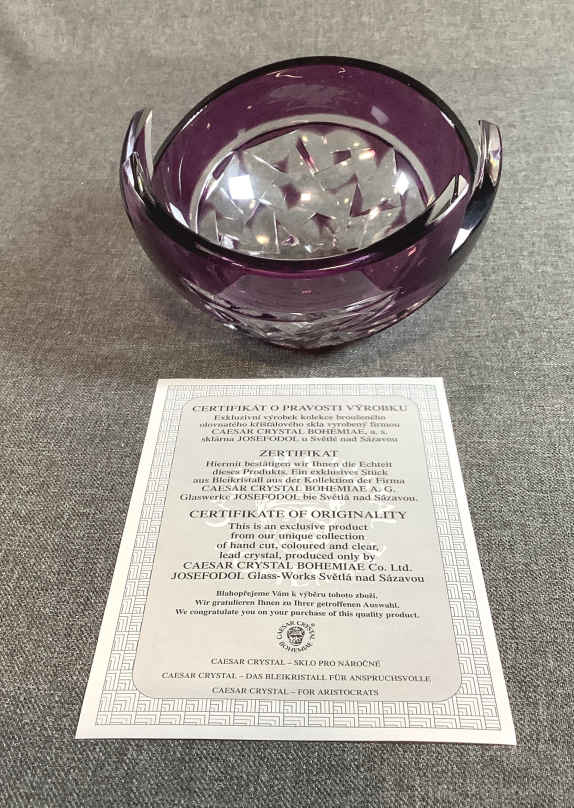 CERTIFIKÁT O PRAVOSTI VÝROBKU
Exkluzivní výrobek kolekce broušeného
olovnatého křišťálového skla vyrobený firmou
CAESAR CRYSTAL BOHEMIAE, a. s.
sklárna JOSEFODOL u Světlé nad Sázavou
ZERTIFIKAT
Hiermit bestätigen wir Ihnen die Echteit
dieses Produkts. Ein exklusives Stück
aus Bleikristall aus der Kollektion der Firma
CAESAR CRYSTAL BOHEMIAE A. G.
Glaswerke JOSEFODOL bie Světlá nad Sázavou.
CERTIFICATE OF ORIGINALITY
This is an exclusive product
from our unique collection
of hand cut, coloured and clear,
lead crystal, produced only by
CAESAR CRYSTAL BOHEMIAE Co. Ltd.
JOSEFODOL Glass-Works Světlá nad Sázavou
Blahopřejeme Vám k výběru tohoto zboží.
Wir gratulieren Ihnen zu Ihrer getroffenen Auswahl.
We congratulate you on your purchase of this quality product.
CAESAR CRYSTAL
BOHEMIAE
®
CAESAR CRYSTAL – SKLO PRO NÁROČNÉ
CAESAR CRYSTAL – DAS BLEIKRISTALL FÜR ANSPRUCHSVOLLE
CAESAR CRYSTAL – FOR ARISTOCRATS